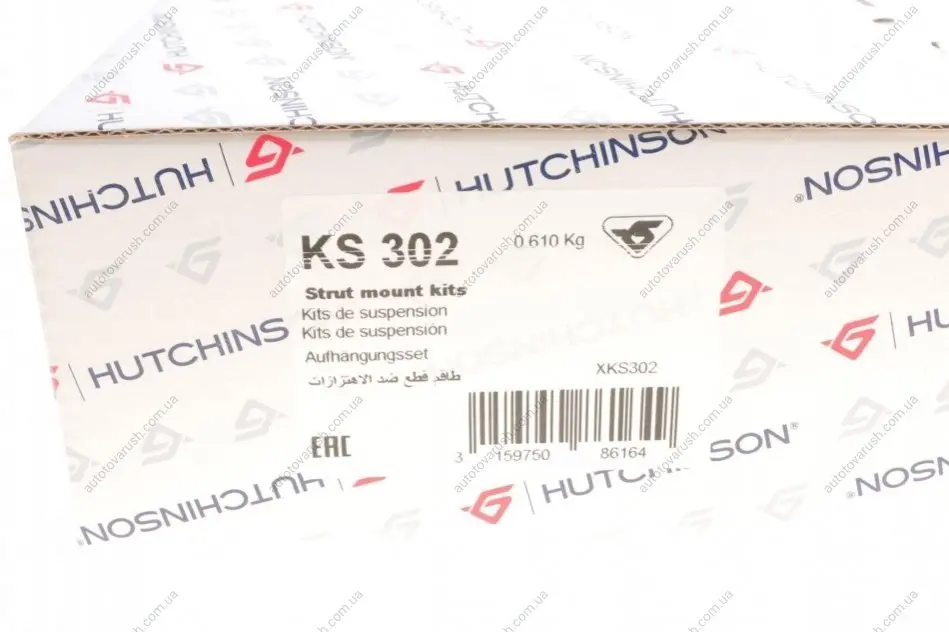 HUTCHINSON
HUTCHINSON
HUTCHINSON®
KS 302
0.610 Kg
Strut mount kits
Kits de suspension
Kits de suspensión
Aufhangungsset
طاقم قطع ضد الاهتزازات
XKS302
3 159750 86164
EAC
HUTCHINSON
HUTCHINSON®
HUTCHINSON®
autotovarush.com.ua